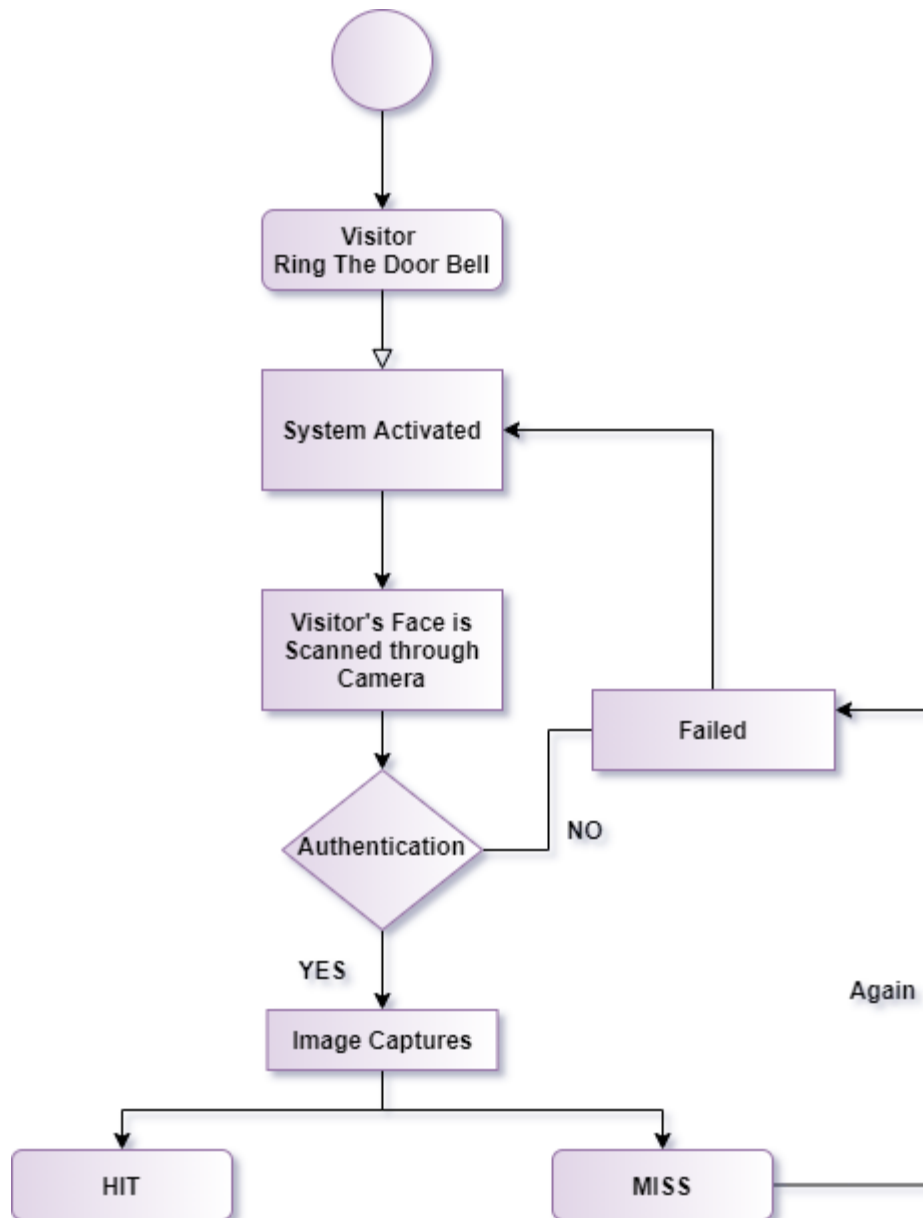 Visitor
Ring The Door Bell
System Activated
Visitor's Face is
Scanned through
Camera
Failed
Authentication
NO
YES
Again
Image Captures
HIT
MISS